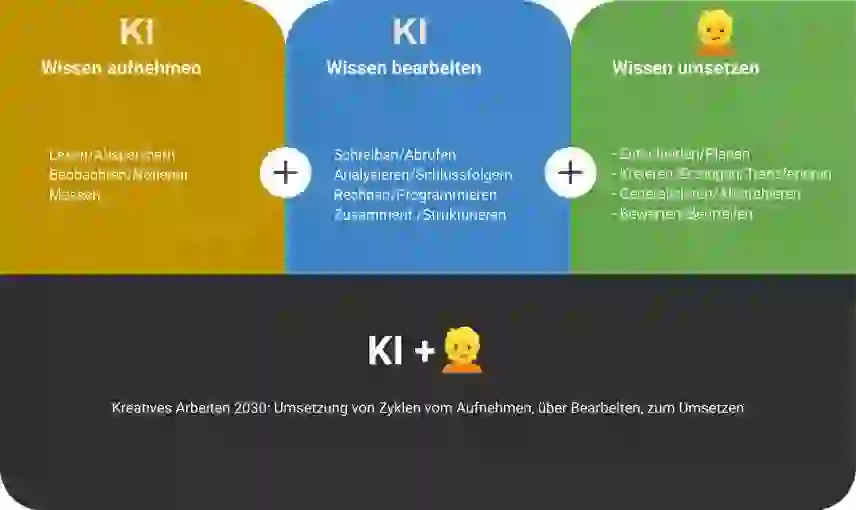 KI
Wissen aufnehmen
Lesen/Abspeichern
Beobachten/Notieren
Messen
KI
Wissen bearbeiten
Schreiben/Abrufen
Analysieren/Schlussfolgern
Rechnen/Programmieren
Zusammenf./Strukturieren
Wissen umsetzen
- Entscheiden/Planen
- Kreieren/Erzeugen/Transferieren
- Generalisieren/Abstrahieren
- Bewerten/Beurteilen
KI +
Kreatives Arbeiten 2030: Umsetzung von Zyklen vom Aufnehmen, über Bearbeiten, zum Umsetzen